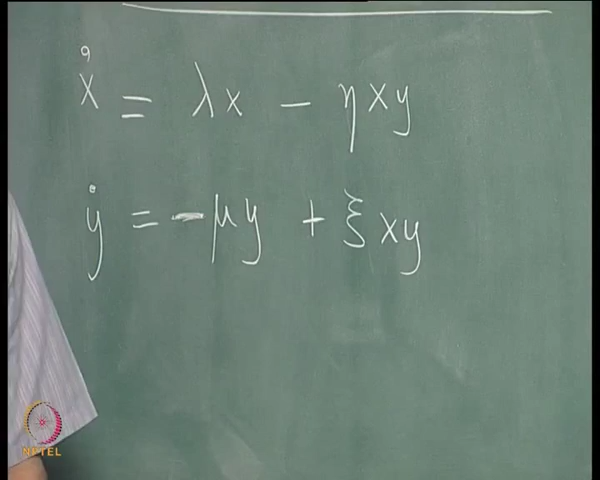 ẋ = λx − ηxy
ẏ = −μy + ξxy
NPTEL